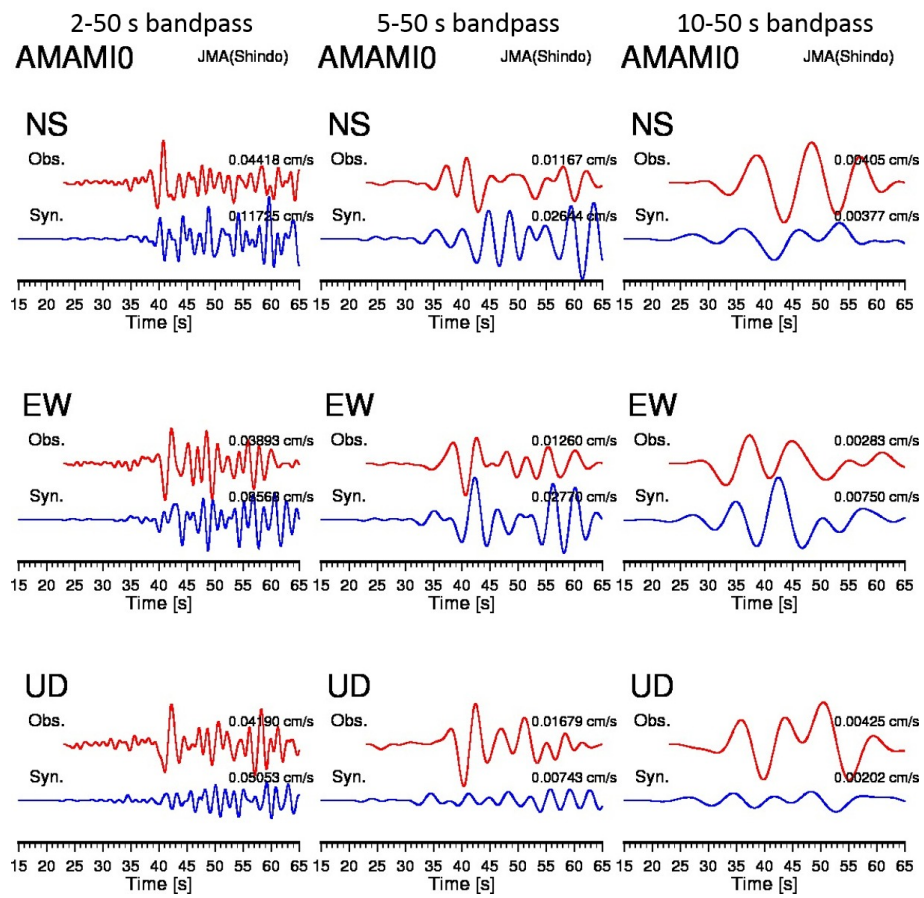 2-50 s bandpass 5-50 s bandpass 10-50 s bandpass
AMAMI0 JMA(Shindo) AMAMI0 JMA(Shindo) AMAMI0 JMA(Shindo)
NS NS NS
Obs. 0.04418 cm/s Obs. 0.01167 cm/s Obs. 0.00405 cm/s
Syn. 0.11725 cm/s Syn. 0.02644 cm/s Syn. 0.00377 cm/s
15 20 25 30 35 40 45 50 55 60 65 15 20 25 30 35 40 45 50 55 60 65 15 20 25 30 35 40 45 50 55 60 65
Time [s] Time [s] Time [s]
EW EW EW
Obs. 0.03893 cm/s Obs. 0.01260 cm/s Obs. 0.00283 cm/s
Syn. 0.08568 cm/s Syn. 0.02770 cm/s Syn. 0.00750 cm/s
15 20 25 30 35 40 45 50 55 60 65 15 20 25 30 35 40 45 50 55 60 65 15 20 25 30 35 40 45 50 55 60 65
Time [s] Time [s] Time [s]
UD UD UD
Obs. 0.04190 cm/s Obs. 0.01679 cm/s Obs. 0.00425 cm/s
Syn. 0.05053 cm/s Syn. 0.00743 cm/s Syn. 0.00202 cm/s
15 20 25 30 35 40 45 50 55 60 65 15 20 25 30 35 40 45 50 55 60 65 15 20 25 30 35 40 45 50 55 60 65
Time [s] Time [s] Time [s]